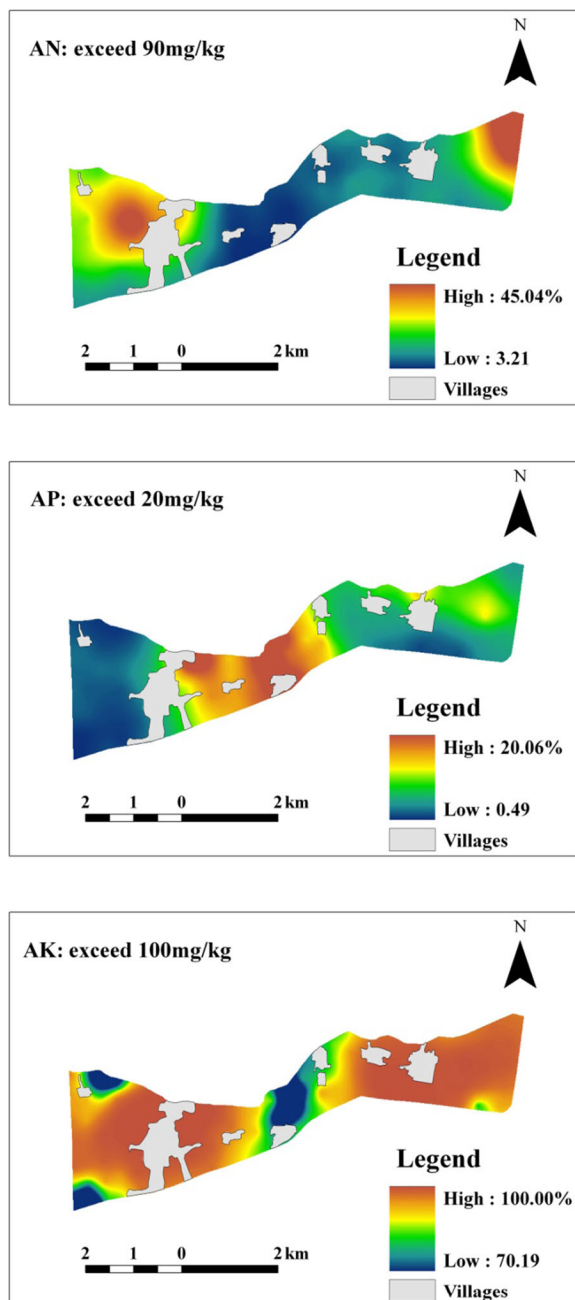 AN: exceed 90mg/kg
N
Legend
High : 45.04%
Low : 3.21
Villages
2 1 0 2 km
AP: exceed 20mg/kg
N
Legend
High : 20.06%
Low : 0.49
Villages
2 1 0 2 km
AK: exceed 100mg/kg
N
Legend
High : 100.00%
Low : 70.19
Villages
2 1 0 2 km